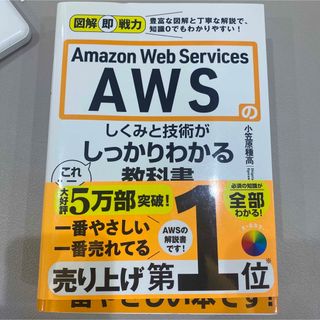 図解即戦力
豊富な図解と丁寧な解説で、
知識0でもわかりやすい!
Amazon Web Services
AWSの
しくみと技術が
しっかりわかる
教科書
小笠原種高
これ
大好評
5万部突破!
一番やさしい
一番売れてる
AWSの
解説書です!
必須の知識が
全部
わかる!
売り上げ第1位
※